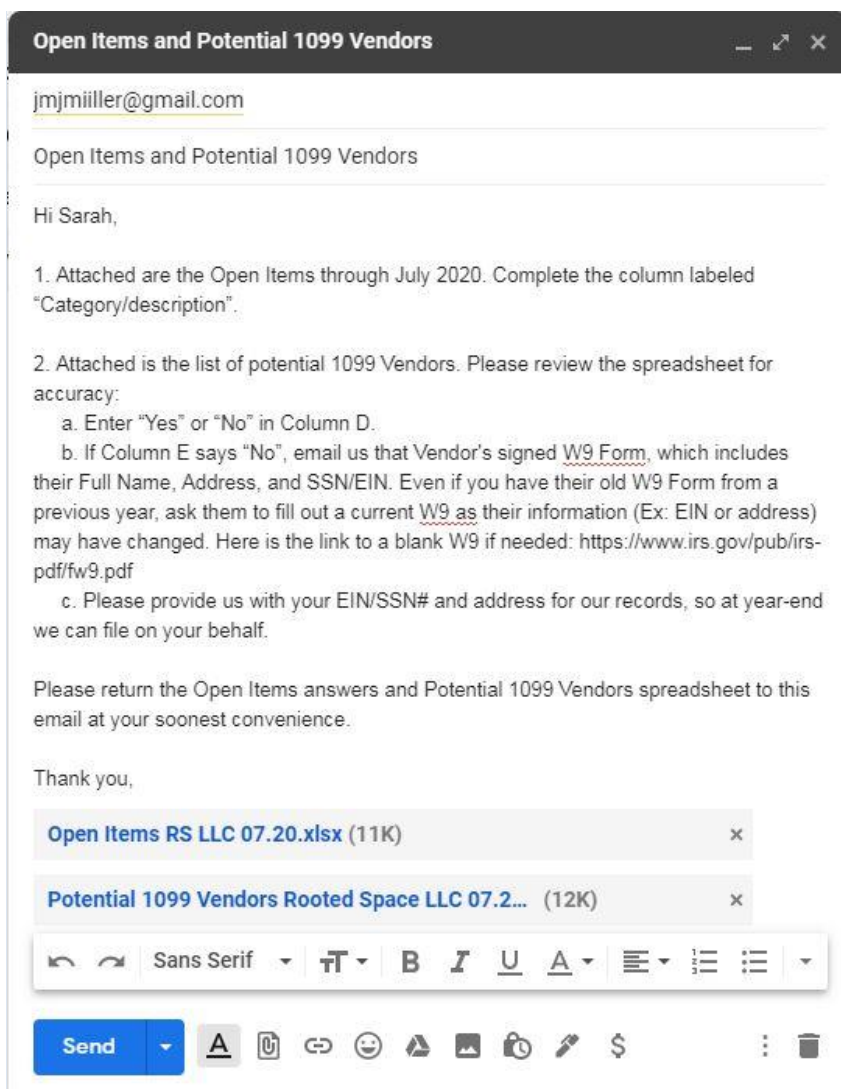 Open Items and Potential 1099 Vendors
jmjmiiller@gmail.com
Open Items and Potential 1099 Vendors
Hi Sarah,
1. Attached are the Open Items through July 2020. Complete the column labeled
“Category/description”.
2. Attached is the list of potential 1099 Vendors. Please review the spreadsheet for
accuracy:
a. Enter “Yes” or “No” in Column D.
b. If Column E says “No”, email us that Vendor's signed W9 Form, which includes
their Full Name, Address, and SSN/EIN. Even if you have their old W9 Form from a
previous year, ask them to fill out a current W9 as their information (Ex: EIN or address)
may have changed. Here is the link to a blank W9 if needed: https://www.irs.gov/pub/irs-
pdf/fw9.pdf
c. Please provide us with your EIN/SSN# and address for our records, so at year-end
we can file on your behalf.
Please return the Open Items answers and Potential 1099 Vendors spreadsheet to this
email at your soonest convenience.
Thank you,
Open Items RS LLC 07.20.xlsx (11K)
Potential 1099 Vendors Rooted Space LLC 07.2... (12K)
Sans Serif
Send